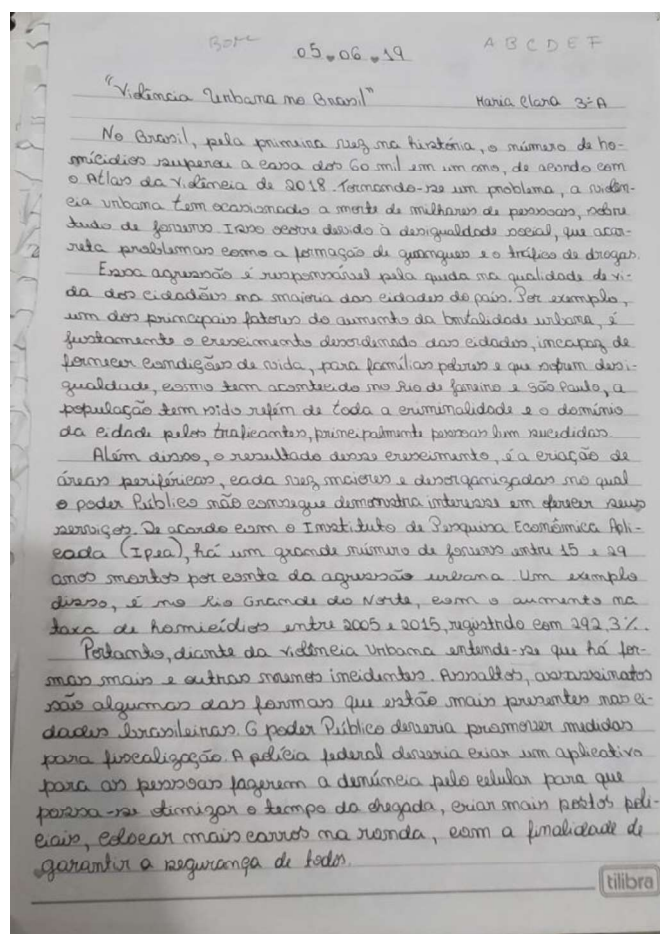 Bom
A B C D E F
05.06.19
"Violência Urbana no Brasil"
Maria Clara 3º A
No Brasil, pela primeira vez na história, o número de ho-
micídios superou a casa dos 60 mil em um ano, de acordo com
o Atlas da Violência de 2018. Tornando-se um problema, a violên-
cia urbana tem ocasionado a morte de milhares de pessoas, sobre
tudo de jovens. Isso ocorre devido à desigualdade social, que acar-
reta problemas como a formação de guangues e o tráfico de drogas.
Essa agressão é responsável pela queda na qualidade de vi-
da dos cidadãos na maioria das cidades do país. Por exemplo,
um dos principais fatores do aumento da brutalidade urbana, é
justamente o crescimento desordenado das cidades, incapaz de
fornecer condições de vida, para famílias pobres e que sofrem desi-
gualdade, como tem acontecido no Rio de Janeiro e São Paulo, a
população tem sido refém de toda a criminalidade e o domínio
da cidade pelos traficantes, principalmente pessoas bem sucedidas.
Além disso, o resultado desse crescimento, é a criação de
áreas periféricas, cada vez maiores e desorganizadas no qual
o poder Público não consegue demonstra interesse em oferecer seus
serviços. De acordo com o Instituto de Pesquisa Econômica Apli-
cada (Ipea), há um grande número de jovens entre 15 e 29
anos mortos por conta da agressão urbana. Um exemplo
disso, é no Rio Grande do Norte, com o aumento na
taxa de homicídios entre 2005 e 2015, registrado com 292,3%.
Portanto, diante da violência Urbana entende-se que há for-
mas mais e outras menos incidentes. Assaltos, assassinatos
são algumas das formas que estão mais presentes nas ci-
dades brasileiras. O poder Público deveria promover medidas
para fiscalização. A polícia federal deveria criar um aplicativo
para as pessoas fazerem a denúncia pelo celular para que
possa-se otimizar o tempo da chegada, criar mais postos poli-
ciais, colocar mais carros na ronda, com a finalidade de
garantir a segurança de todos.
tilibra